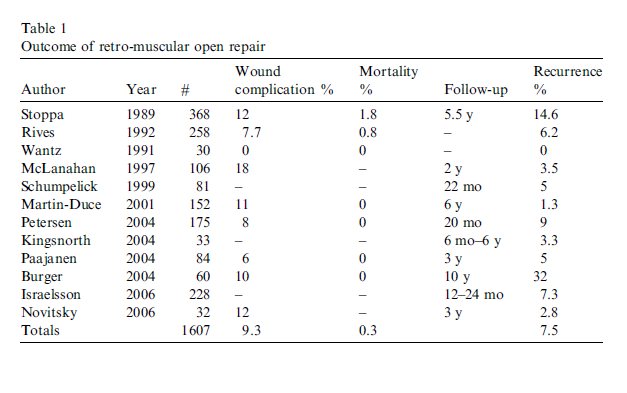 Table 1
Outcome of retro-muscular open repair
Wound Mortality Recurrence
Author Year # complication % % Follow-up %
Stoppa 1989 368 12 1.8 5.5 y 14.6
Rives 1992 258 7.7 0.8 – 6.2
Wantz 1991 30 0 0 – 0
McLanahan 1997 106 18 – 2 y 3.5
Schumpelick 1999 81 – – 22 mo 5
Martin-Duce 2001 152 11 0 6 y 1.3
Petersen 2004 175 8 0 20 mo 9
Kingsnorth 2004 33 – – 6 mo–6 y 3.3
Paajanen 2004 84 6 0 3 y 5
Burger 2004 60 10 0 10 y 32
Israelsson 2006 228 – – 12–24 mo 7.3
Novitsky 2006 32 12 – 3 y 2.8
Totals 1607 9.3 0.3 7.5